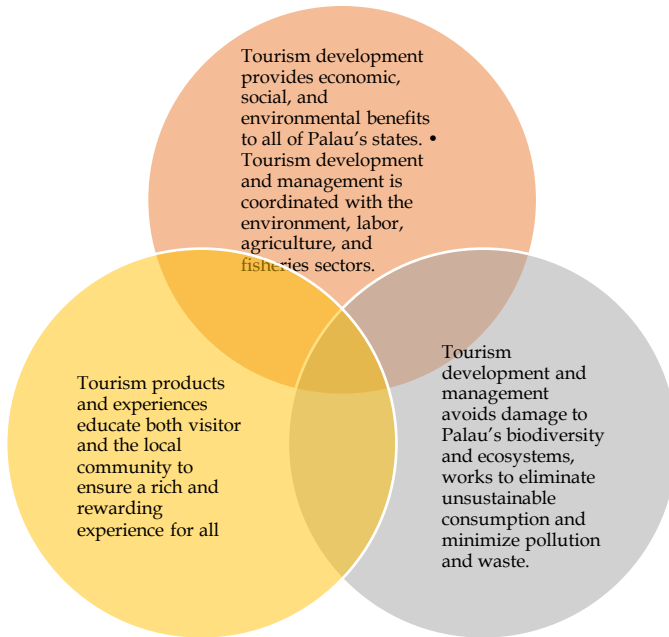 Tourism development
provides economic,
social, and
environmental benefits
to all of Palau’s states. •
Tourism development
and management is
coordinated with the
environment, labor,
agriculture, and
fisheries sectors.
Tourism products
and experiences
educate both visitor
and the local
community to
ensure a rich and
rewarding
experience for all
Tourism
development and
management
avoids damage to
Palau’s biodiversity
and ecosystems,
works to eliminate
unsustainable
consumption and
minimize pollution
and waste.